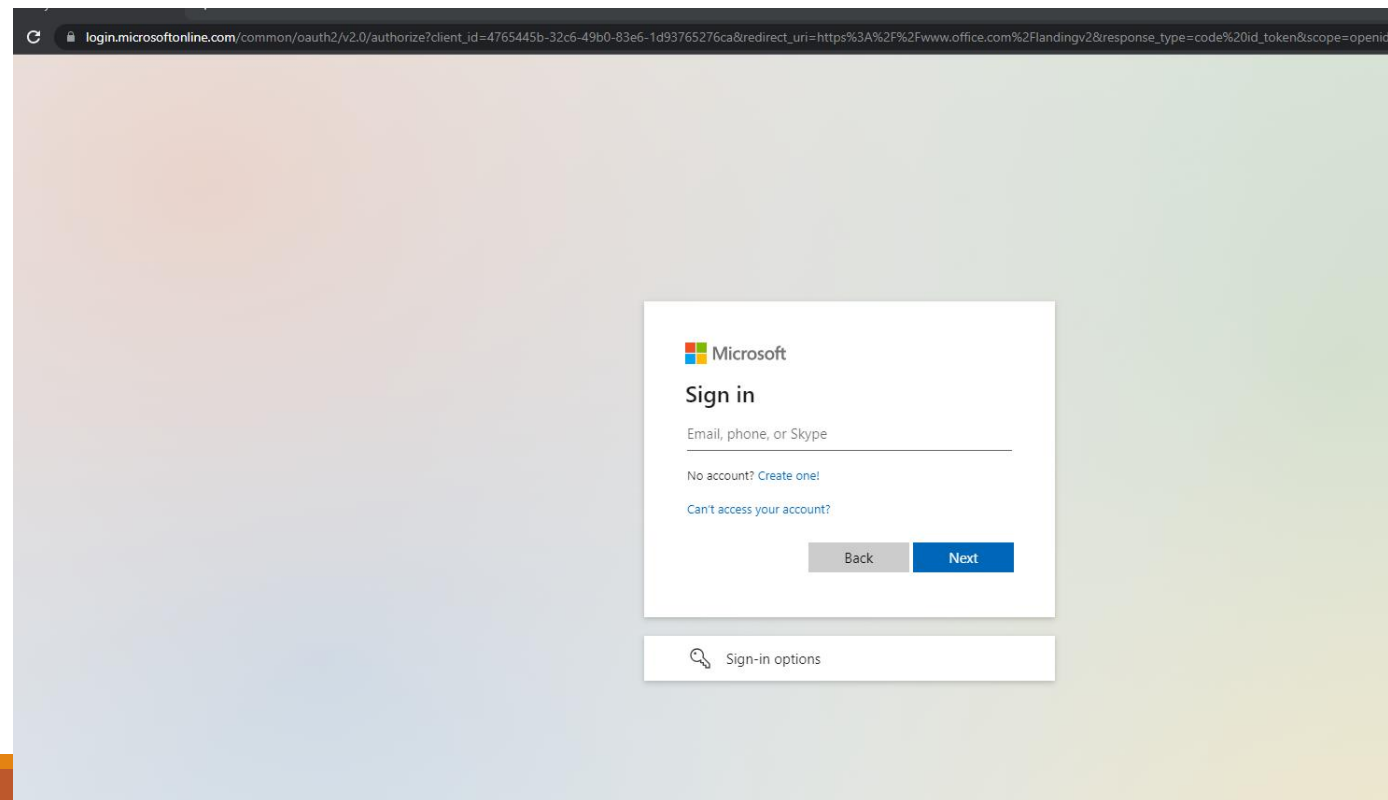 login.microsoftonline.com/common/oauth2/v2.0/authorize?client_id=4765445b-32c6-49b0-83e6-1d93765276ca&redirect_uri=https%3A%2F%2Fwww.office.com%2Flandingv2&response_type=code%20id_token&scope=openid
Microsoft
Sign in
Email, phone, or Skype
No account? Create one!
Can't access your account?
Back Next
Sign-in options